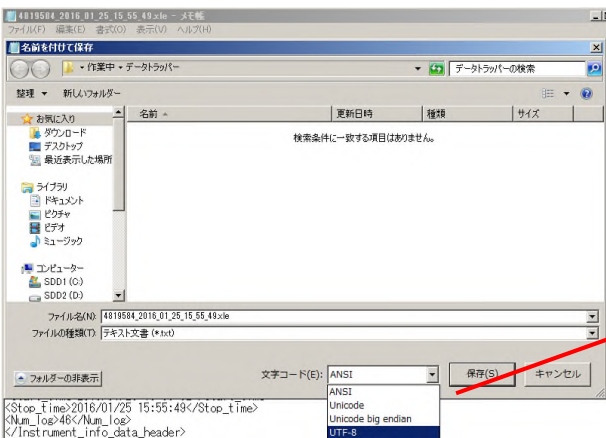 4819584_2016_01_25_15_55_49.xle - メモ帳
ファイル(F) 編集(E) 書式(O) 表示(V) ヘルプ(H)
名前を付けて保存
作業中 データトラッパー
データトラッパーの検索
整理 新しいフォルダー
お気に入り
ダウンロード
デスクトップ
最近表示した場所
ライブラリ
ドキュメント
ピクチャ
ビデオ
ミュージック
コンピューター
SDD1 (C:)
SDD2 (D:)
名前 更新日時 種類 サイズ
検索条件に一致する項目はありません。
ファイル名(N): 4819584_2016_01_25_15_55_49.xle
ファイルの種類(T): テキスト文書 (*.txt)
フォルダーの非表示
文字コード(E): ANSI
保存(S) キャンセル
ANSI
Unicode
Unicode big endian
UTF-8
<Stop_time>2016/01/25 15:55:49</Stop_time>
<Num_log>46</Num_log>
</Instrument_info_data_header>